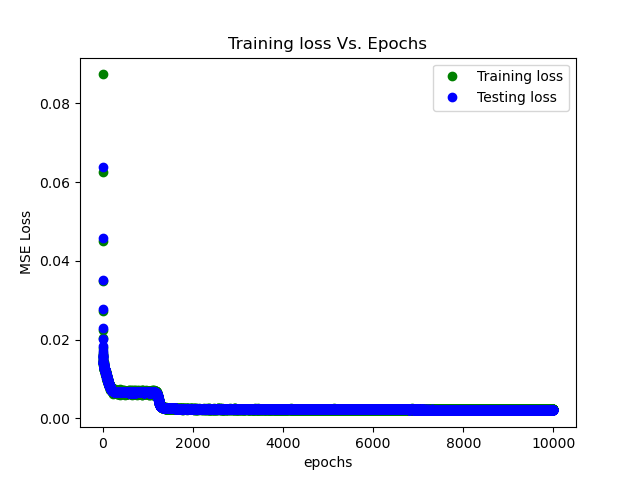 Training loss Vs. Epochs
Training loss
Testing loss
MSE Loss
0.08
0.06
0.04
0.02
0.00
0
2000
4000
6000
8000
10000
epochs